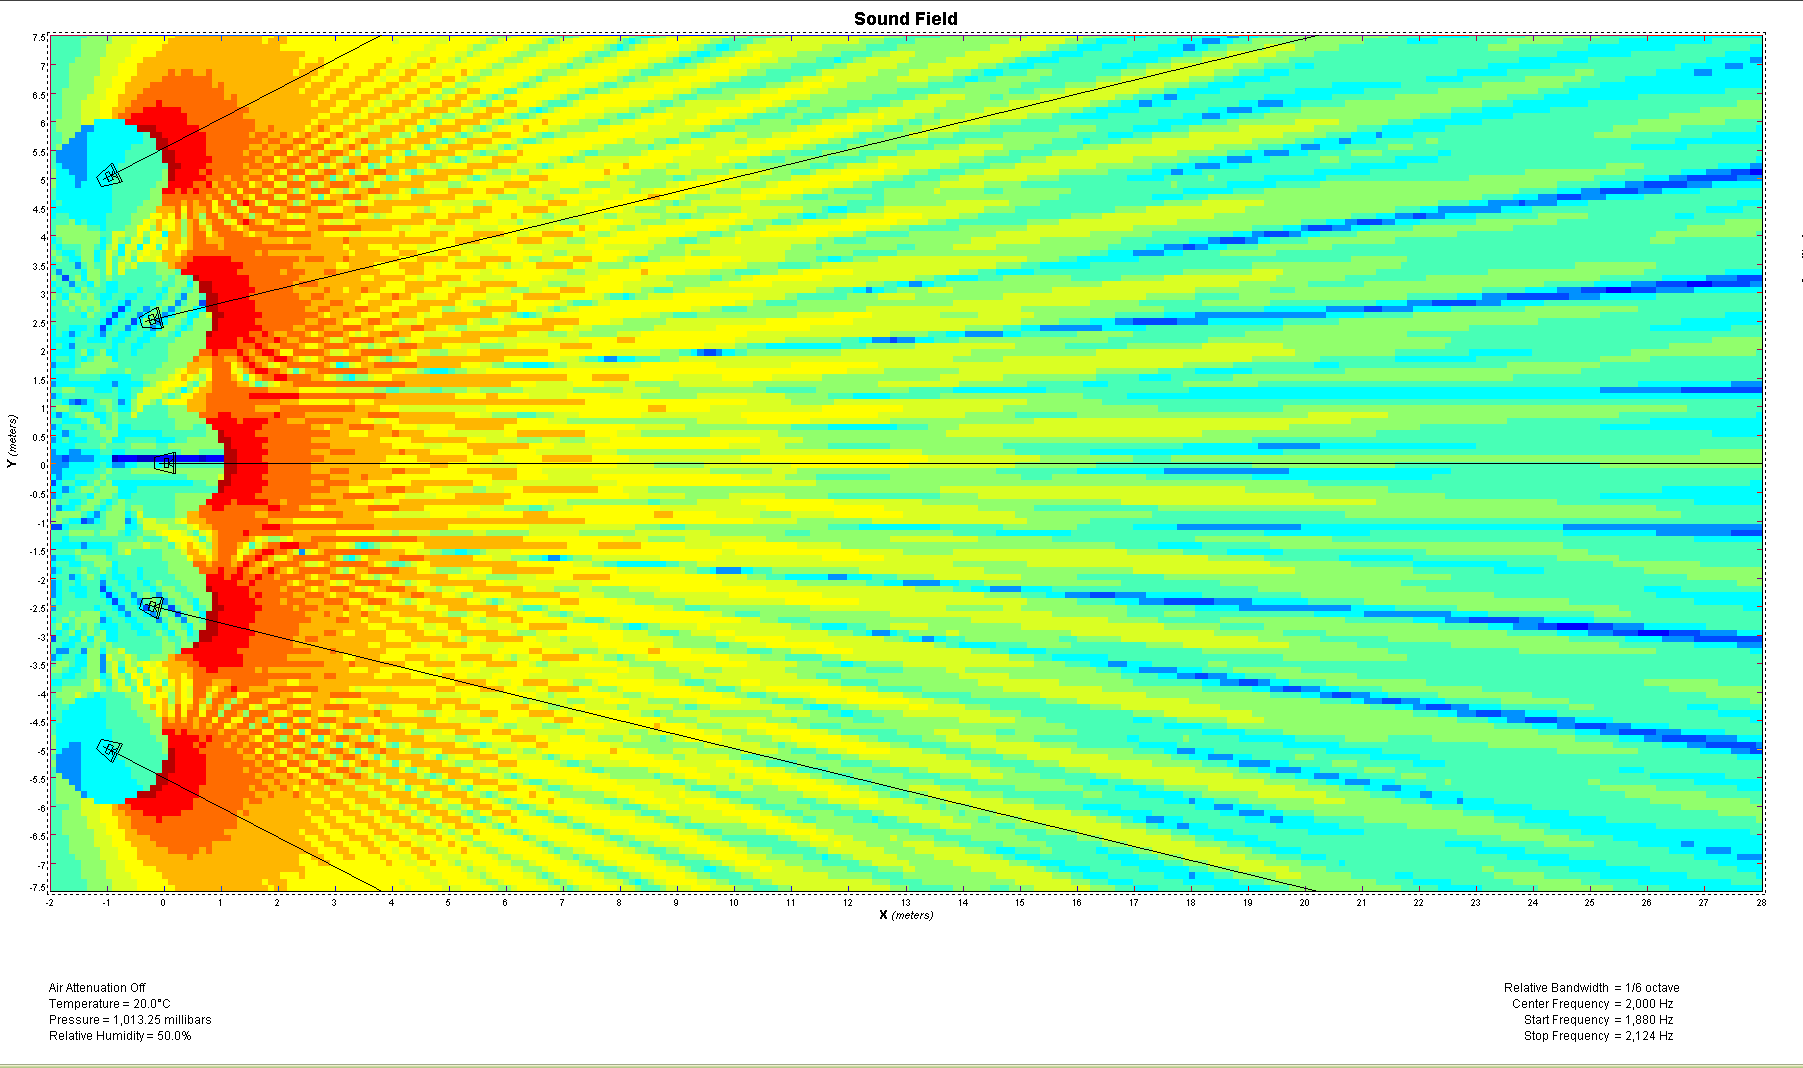 Sound Field
7.5
7
6.5
6
5.5
5
4.5
4
3.5
3
2.5
2
1.5
1
0.5
0
-0.5
-1
-1.5
-2
-2.5
-3
-3.5
-4
-4.5
-5
-5.5
-6
-6.5
-7
-7.5
Y (meters)
-2 -1 0 1 2 3 4 5 6 7 8 9 10 11 12 13 14 15 16 17 18 19 20 21 22 23 24 25 26 27 28
X (meters)
Air Attenuation Off
Temperature = 20.0°C
Pressure = 1,013.25 millibars
Relative Humidity = 50.0%
Relative Bandwidth = 1/6 octave
Center Frequency = 2,000 Hz
Start Frequency = 1,880 Hz
Stop Frequency = 2,124 Hz